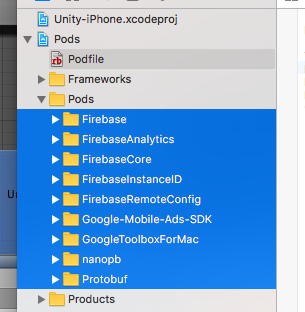 Unity-iPhone.xcodeproj
Pods
Podfile
Frameworks
Pods
Firebase
FirebaseAnalytics
FirebaseCore
FirebaseInstanceID
FirebaseRemoteConfig
Google-Mobile-Ads-SDK
GoogleToolboxForMac
nanopb
Protobuf
Products